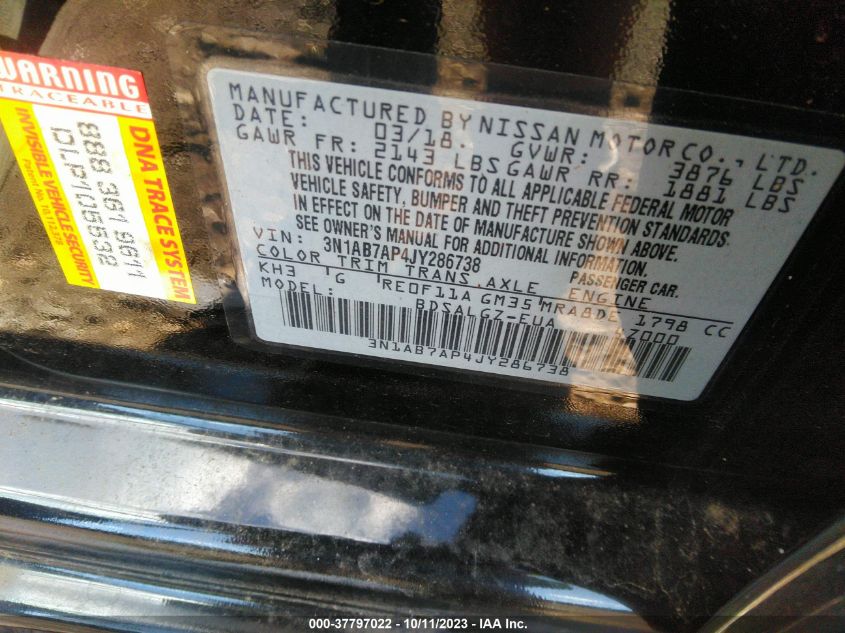 WARNING
TRACEABLE
DNA TRACE SYSTEM
888 361 9971
DLP105532
INVISIBLE VEHICLE SECURITY
MANUFACTURED BY NISSAN MOTOR CO., LTD.
DATE: 03/18. GVWR: 3876 LBS
GAWR FR: 2143 LBS GAWR RR: 1881 LBS
THIS VEHICLE CONFORMS TO ALL APPLICABLE FEDERAL MOTOR
VEHICLE SAFETY, BUMPER AND THEFT PREVENTION STANDARDS
IN EFFECT ON THE DATE OF MANUFACTURE SHOWN ABOVE.
SEE OWNER'S MANUAL FOR ADDITIONAL INFORMATION.
VIN: 3N1AB7AP4JY286738 PASSENGER CAR.
COLOR TRIM TRANS AXLE ENGINE
KH3 G RE0F11A GM35 MRA8DE 1798 CC
MODEL: BDSALGZ-EUA
3N1AB7AP4JY286738
000-37797022 - 10/11/2023 - IAA Inc.